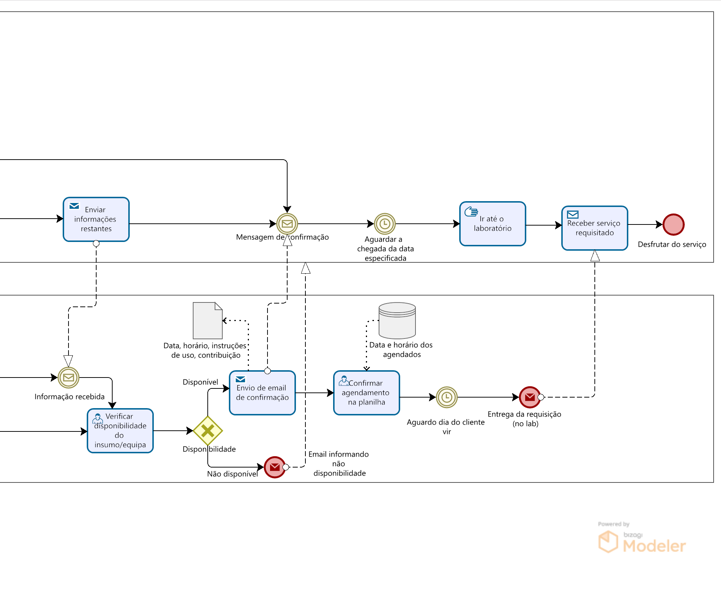 Enviar
informações
restantes
Mensagem de confirmação
Aguardar a
chegada da data
especificada
Ir até o
laboratório
Receber serviço
requisitado
Desfrutar do serviço
Data, horário, instruções
de uso, contribuição
Data e horário dos
agendados
Informação recebida
Verificar
disponibilidade
do
insumo/equipa
Disponível
Disponibilidade
Não disponível
Envio de email
de confirmação
Confirmar
agendamento
na planilha
Aguardo dia do cliente
vir
Entrega da requisição
(no lab)
Email informando
não
disponibilidade
Powered by
bizagi
Modeler